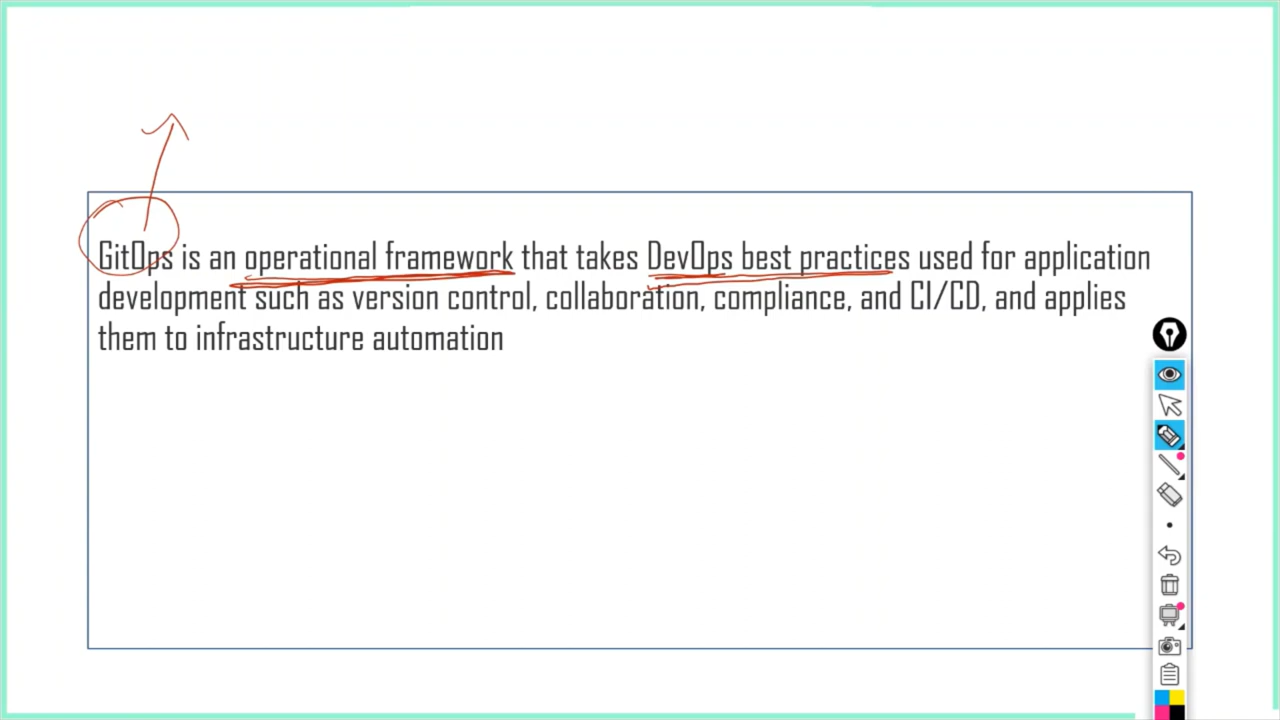 GitOps is an operational framework that takes DevOps best practices used for application
development such as version control, collaboration, compliance, and CI/CD, and applies
them to infrastructure automation